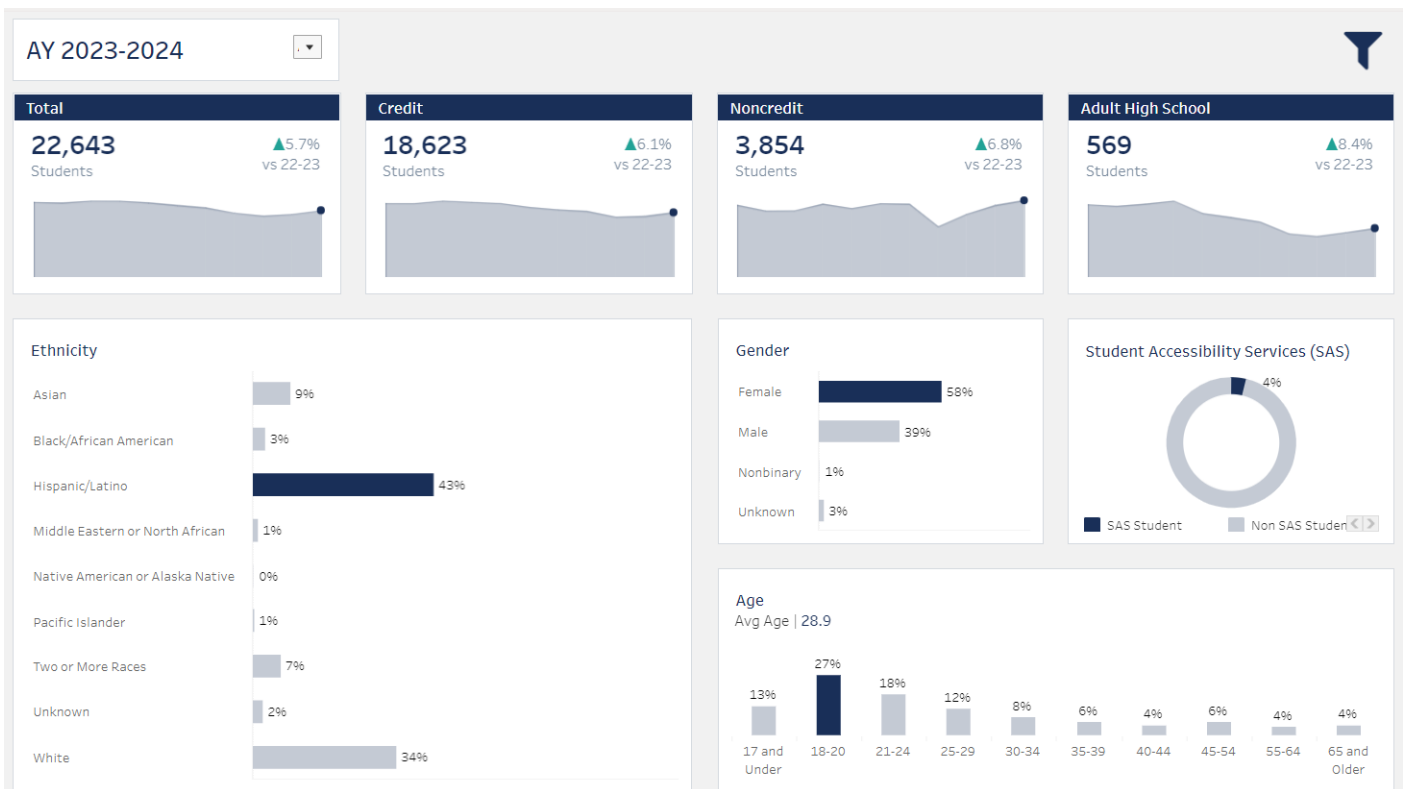 AY 2023-2024
Total
22,643
Students
▲5.7%
vs 22-23
Credit
18,623
Students
▲6.1%
vs 22-23
Noncredit
3,854
Students
▲6.8%
vs 22-23
Adult High School
569
Students
▲8.4%
vs 22-23
Ethnicity
Asian 9%
Black/African American 3%
Hispanic/Latino 43%
Middle Eastern or North African 1%
Native American or Alaska Native 0%
Pacific Islander 1%
Two or More Races 7%
Unknown 2%
White 34%
Gender
Female 58%
Male 39%
Nonbinary 1%
Unknown 3%
Student Accessibility Services (SAS)
4%
SAS Student Non SAS Studen
Age
Avg Age | 28.9
13% 27% 18% 12% 8% 6% 4% 6% 4% 4%
17 and 18-20 21-24 25-29 30-34 35-39 40-44 45-54 55-64 65 and
Under Older